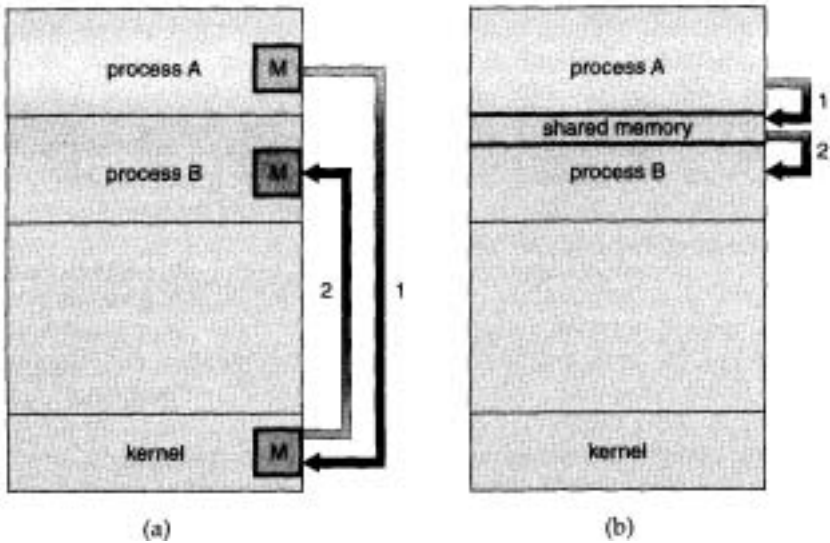 process A
M
process B
M
2
1
kernel
M
(a)
process A
1
shared memory
2
process B
kernel
(b)